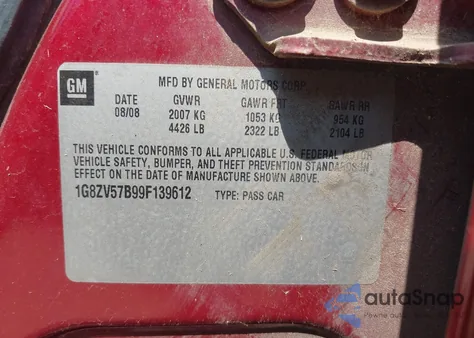 GM
MFD BY GENERAL MOTORS CORP.
DATE GVWR GAWR FRT GAWR RR
08/08 2007 KG 1053 KG 954 KG
4426 LB 2322 LB 2104 LB
THIS VEHICLE CONFORMS TO ALL APPLICABLE U.S. FEDERAL MOTOR
VEHICLE SAFETY, BUMPER, AND THEFT PREVENTION STANDARDS IN
EFFECT ON THE DATE OF MANUFACTURE SHOWN ABOVE.
1G8ZV57B99F139612 TYPE: PASS CAR
autoSnap
Pewne auto